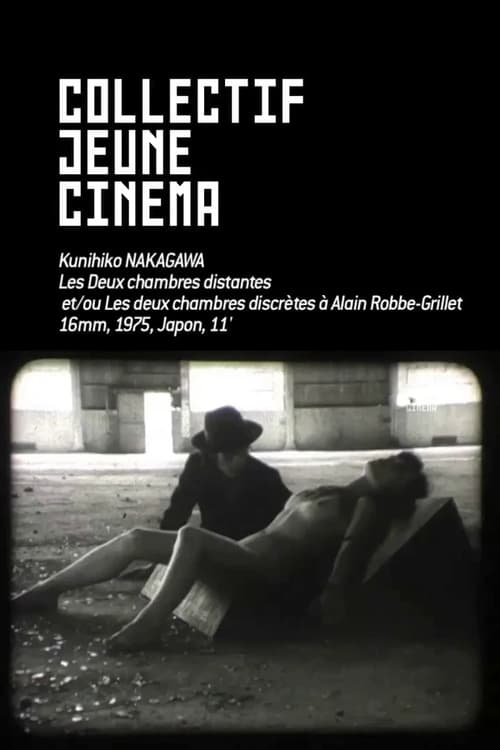 COLLECTIF
JEUNE
CINEMA
Kunihiko NAKAGAWA
Les Deux chambres distantes
et/ou Les deux chambres discrètes à Alain Robbe-Grillet
16mm, 1975, Japon, 11'
CINEMA